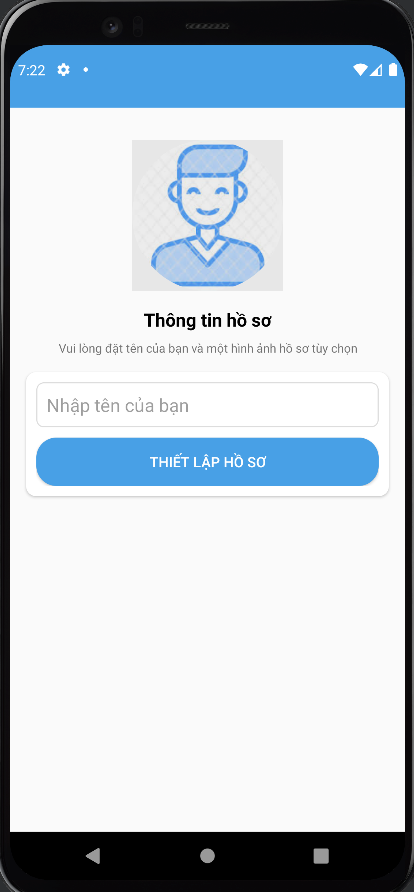 7:22
Thông tin hồ sơ
Vui lòng đặt tên của bạn và một hình ảnh hồ sơ tùy chọn
Nhập tên của bạn
THIẾT LẬP HỒ SƠ